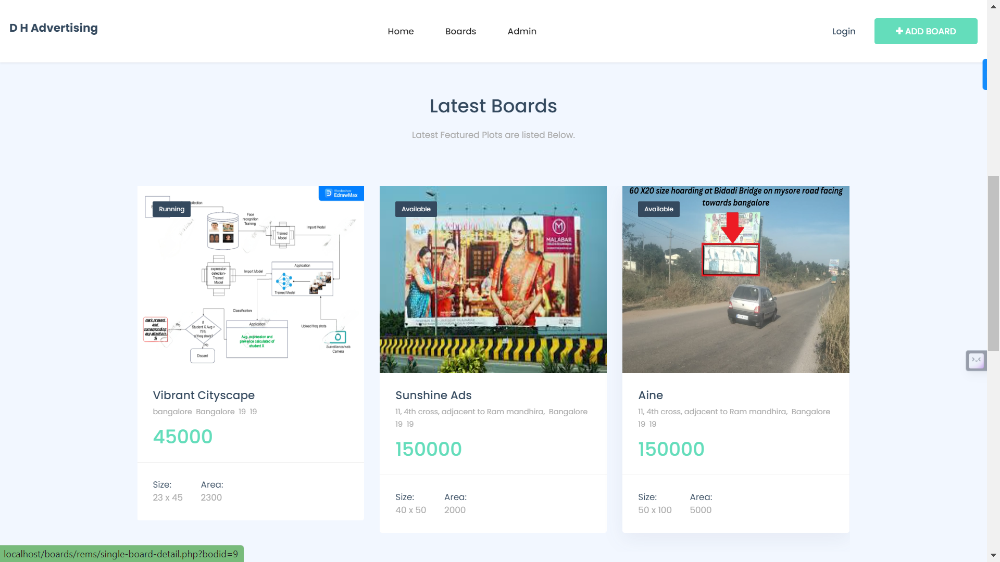 D H Advertising
Home
Boards
Admin
Login
ADD BOARD
Latest Boards
Latest Featured Plots are listed Below.
Running
Wondershare
EdrawMax
Face
recognition
Training
Import Model
Trained
Model
expression
detection-
Trained
Model
Import Model
Application
Trained Model
Classification
mark present
and
corresponding
avg attention
%
If
Student X Avg >
75%
of freq shots?
No
Discard
Application
Avg. expression and
presence calculated of
student X
Upload freq shots
Survellience/web
Camera
Vibrant Cityscape
bangalore Bangalore 19 19
45000
Size:
23 x 45
Area:
2300
Available
MALABAR
Sunshine Ads
11, 4th cross, adjacent to Ram mandhira, Bangalore
19 19
150000
Size:
40 x 50
Area:
2000
60 X20 size hoarding at Bidadi Bridge on mysore road facing
towards bangalore
Available
Aine
11, 4th cross, adjacent to Ram mandhira, Bangalore
19 19
150000
Size:
50 x 100
Area:
5000
localhost/boards/rems/single-board-detail.php?bodid=9